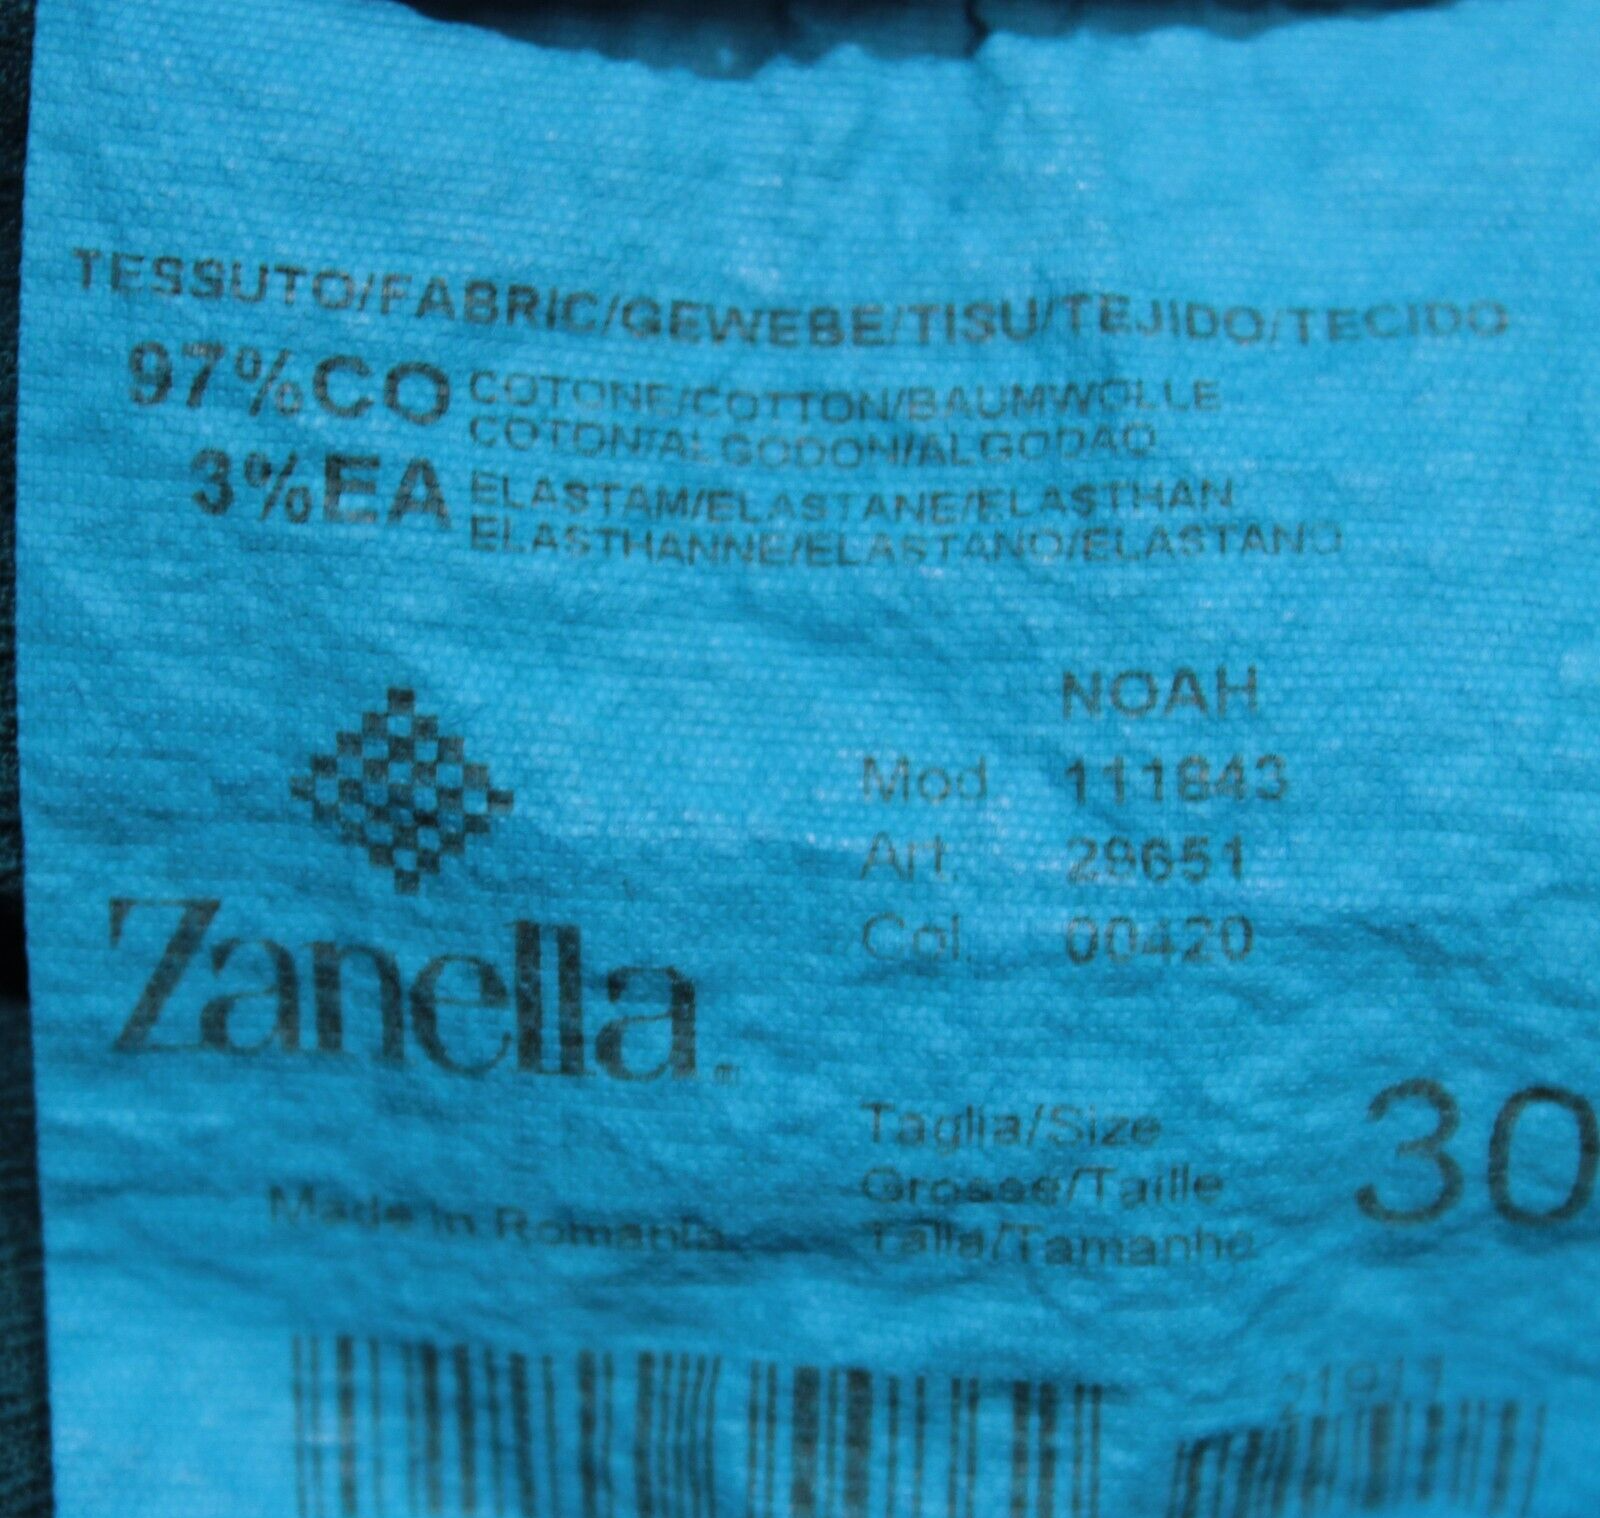 TESSUTO/FABRIC/GEWEBE/TISU/TEJIDO/TECIDO
97%CO COTONE/COTTON/BAUMWOLLE
COTON/ALGODON/ALGODAO
3%EA ELASTAM/ELASTANE/ELASTHAN
ELASTHANNE/ELASTANO/ELASTANO
NOAH
Mod 111843
Art. 29651
Col. 00420
Zanella
Taglia/Size
Grosse/Taille
Talla/Tamanho
30
Made in Romania